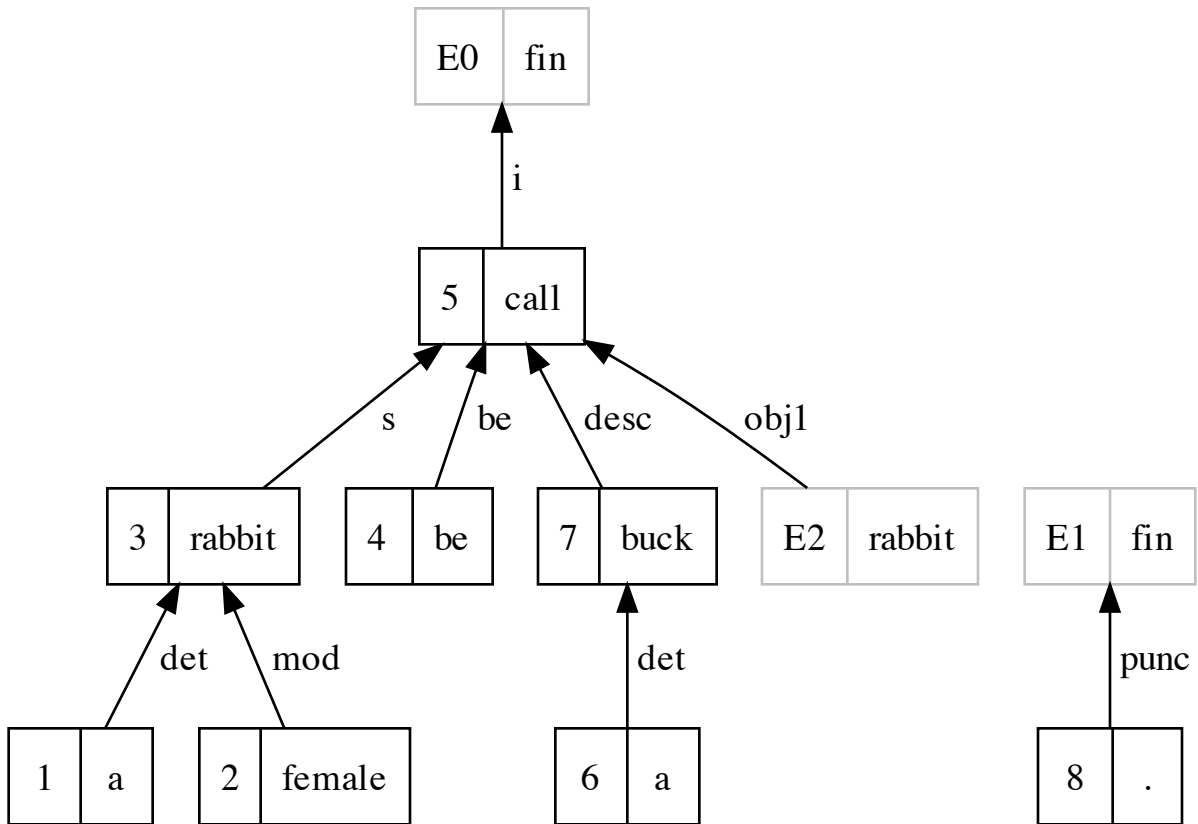 E0 fin
i
5 call
s be desc obj1
3 rabbit 4 be 7 buck E2 rabbit E1 fin
det mod det punc
1 a 2 female 6 a 8 .